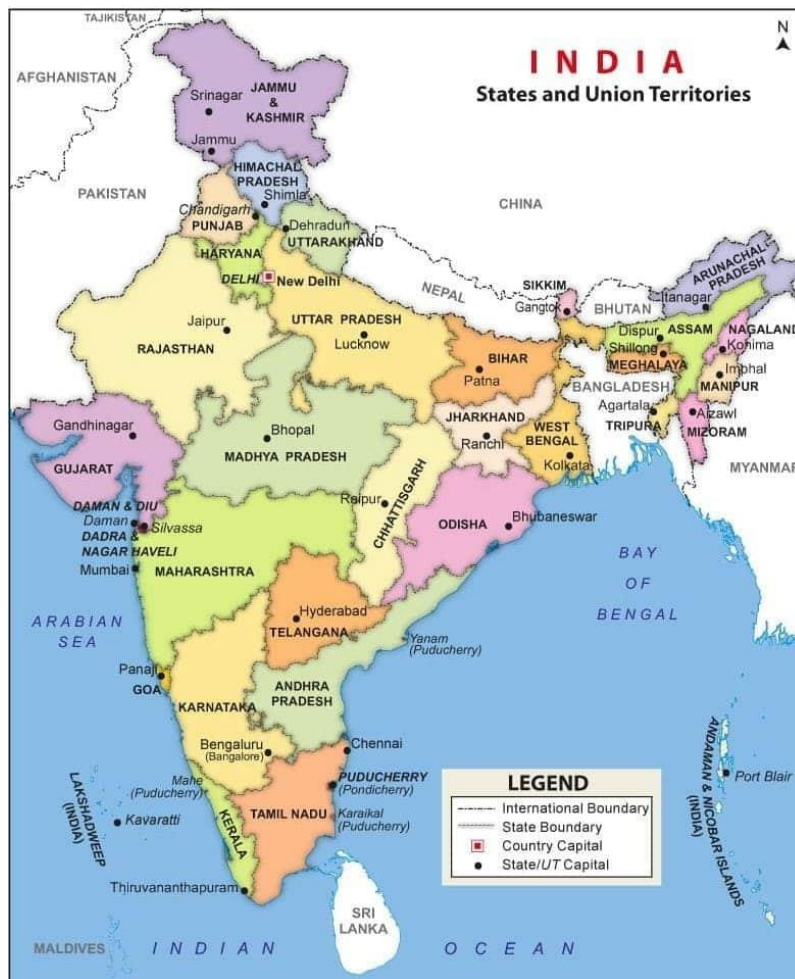 TAJIKISTAN
AFGHANISTAN
INDIA
States and Union Territories
N
JAMMU
&
KASHMIR
Srinagar
Jammu
HIMACHAL
PRADESH
Shimla
PAKISTAN
CHINA
Chandigarh
PUNJAB
Dehradun
UTTARAKHAND
HARYANA
DELHI
New Delhi
NEPAL
SIKKIM
Gangtok
BHUTAN
ARUNACHAL
PRADESH
Itanagar
Jaipur
RAJASTHAN
UTTAR PRADESH
Lucknow
BIHAR
Patna
Dispur
ASSAM
NAGALAND
Shillong
Kohima
MEGHALAYA
Imphal
MANIPUR
BANGLADESH
Agartala
TRIPURA
Aizawl
MIZORAM
MYANMAR
Gandhinagar
GUJARAT
Bhopal
MADHYA PRADESH
JHARKHAND
Ranchi
WEST
BENGAL
Kolkata
DAMAN & DIU
Daman
Silvassa
DADRA &
NAGAR HAVELI
Mumbai
MAHARASHTRA
Raipur
CHHATTISGARH
ODISHA
Bhubaneswar
BAY
OF
BENGAL
ARABIAN
SEA
Hyderabad
TELANGANA
Yanam
(Puducherry)
Panaji
GOA
KARNATAKA
ANDHRA
PRADESH
Bengaluru
(Bangalore)
Chennai
Mahe
(Puducherry)
PUDUCHERRY
(Pondicherry)
TAMIL NADU
Karaikal
(Puducherry)
KERALA
LAKSHADWEEP
(INDIA)
Kavaratti
Thiruvananthapuram
LEGEND
International Boundary
State Boundary
Country Capital
State/UT Capital
ANDAMAN & NICOBAR ISLANDS
(INDIA)
Port Blair
SRI
LANKA
MALDIVES
INDIAN OCEAN